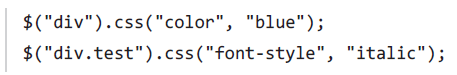 $("div").css("color", "blue");
$("div.test").css("font-style", "italic");